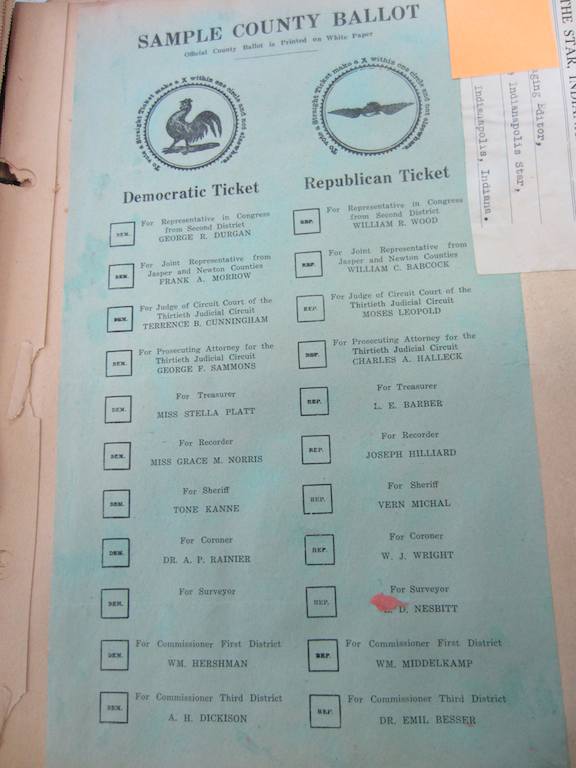 SAMPLE COUNTY BALLOT
Official County Ballot is Printed on White Paper
To vote a Straight Ticket make a X within one circle and not elsewhere.
Democratic Ticket
DEM.
For Representative in Congress
from Second District
GEORGE R. DURGAN
DEM.
For Joint Representative from
Jasper and Newton Counties
FRANK A. MORROW
DEM.
For Judge of Circuit Court of the
Thirtieth Judicial Circuit
TERRENCE B. CUNNINGHAM
DEM.
For Prosecuting Attorney for the
Thirtieth Judicial Circuit
GEORGE F. SAMMONS
DEM.
For Treasurer
MISS STELLA PLATT
DEM.
For Recorder
MISS GRACE M. NORRIS
DEM.
For Sheriff
TONE KANNE
DEM.
For Coroner
DR. A. P. RAINIER
DEM.
For Surveyor
DEM.
For Commissioner First District
WM. HERSHMAN
DEM.
For Commissioner Third District
A. H. DICKISON
To vote a Straight Ticket make a X within one circle and not elsewhere.
Republican Ticket
REP.
For Representative in Congress
from Second District
WILLIAM R. WOOD
REP.
For Joint Representative from
Jasper and Newton Counties
WILLIAM C. BABCOCK
REP.
For Judge of Circuit Court of the
Thirtieth Judicial Circuit
MOSES LEOPOLD
REP.
For Prosecuting Attorney for the
Thirtieth Judicial Circuit
CHARLES A. HALLECK
REP.
For Treasurer
L. E. BARBER
REP.
For Recorder
JOSEPH HILLIARD
REP.
For Sheriff
VERN MICHAL
REP.
For Coroner
W. J. WRIGHT
REP.
For Surveyor
D. NESBITT
REP.
For Commissioner First District
WM. MIDDELKAMP
REP.
For Commissioner Third District
DR. EMIL BESSER
THE STAR, INDIAN
ging Editor,
Indianapolis Star,
Indianapolis, Indiana.